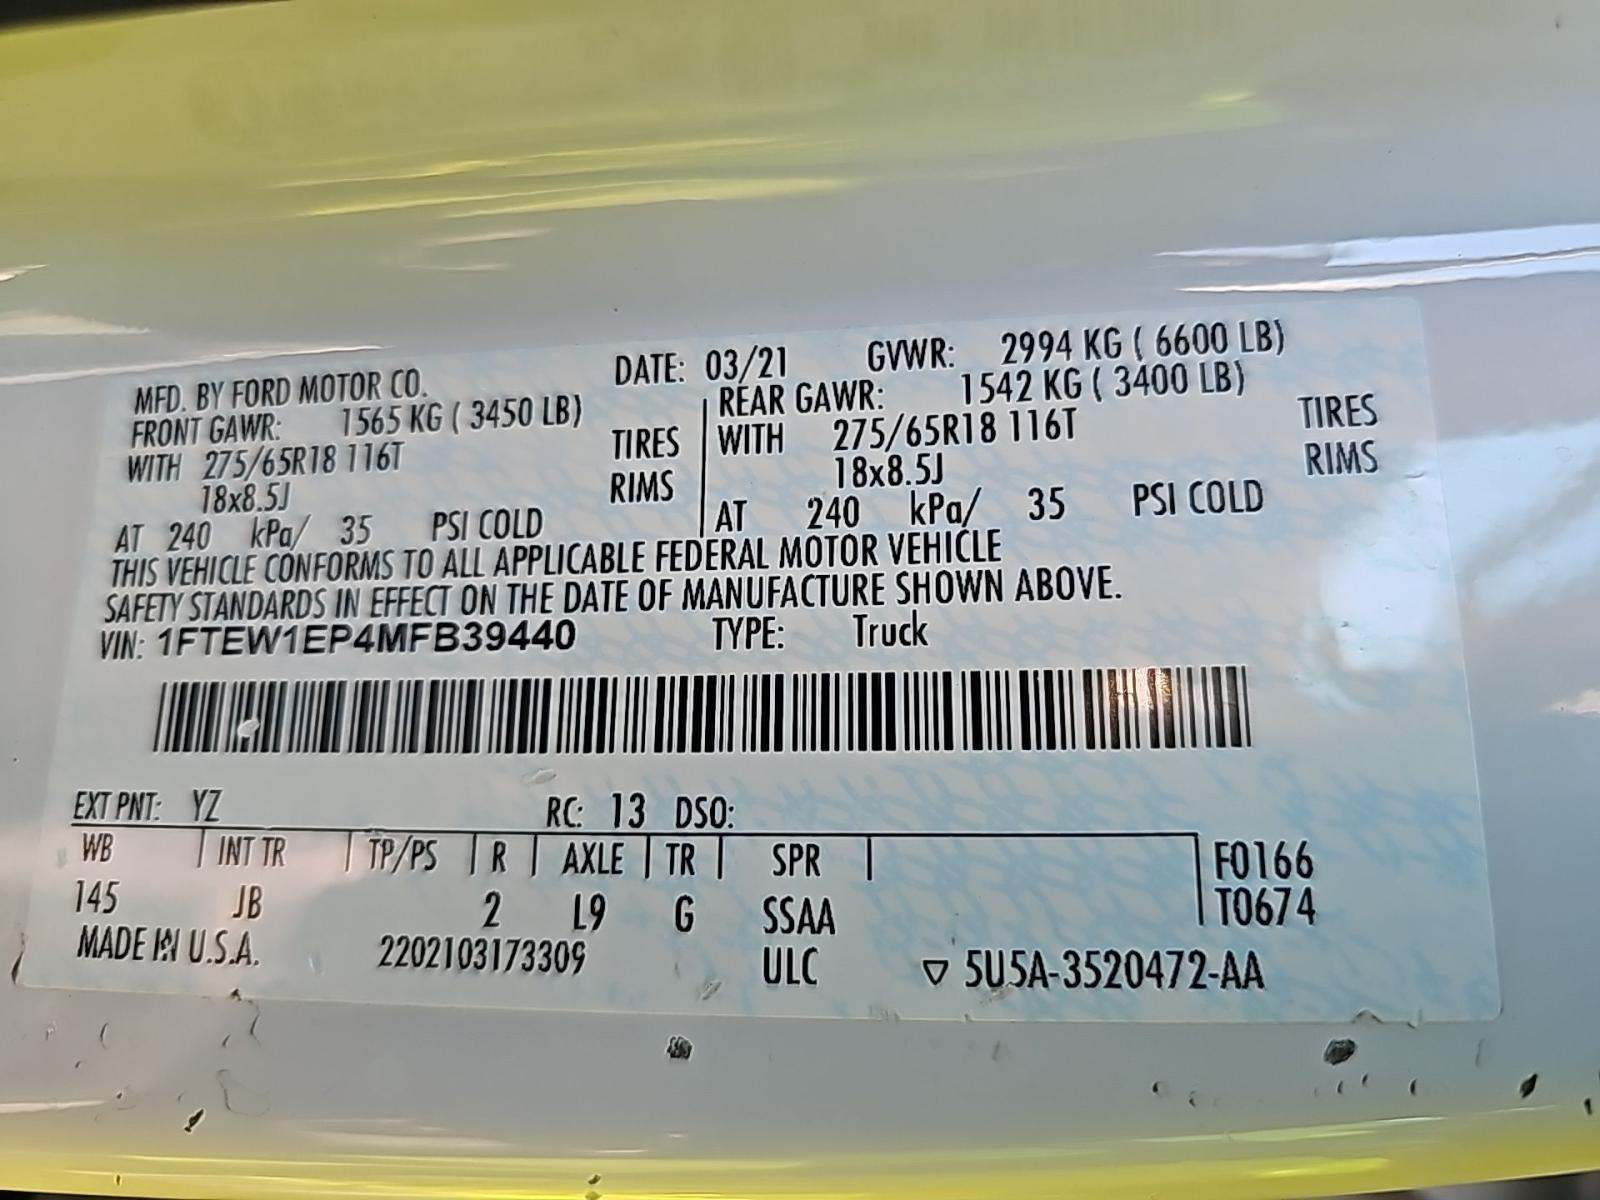 MFD. BY FORD MOTOR CO. DATE: 03/21 GVWR: 2994 KG ( 6600 LB)
FRONT GAWR: 1565 KG ( 3450 LB) REAR GAWR: 1542 KG ( 3400 LB)
WITH 275/65R18 116T TIRES WITH 275/65R18 116T TIRES
18x8.5J RIMS 18x8.5J RIMS
AT 240 kPa/ 35 PSI COLD AT 240 kPa/ 35 PSI COLD
THIS VEHICLE CONFORMS TO ALL APPLICABLE FEDERAL MOTOR VEHICLE
SAFETY STANDARDS IN EFFECT ON THE DATE OF MANUFACTURE SHOWN ABOVE.
VIN: 1FTEW1EP4MFB39440 TYPE: Truck
EXT PNT: YZ RC: 13 DSO:
WB INT TR TP/PS R AXLE TR SPR F0166
145 JB 2 L9 G SSAA T0674
MADE IN U.S.A. 2202103173309 ULC ▽ 5U5A-3520472-AA